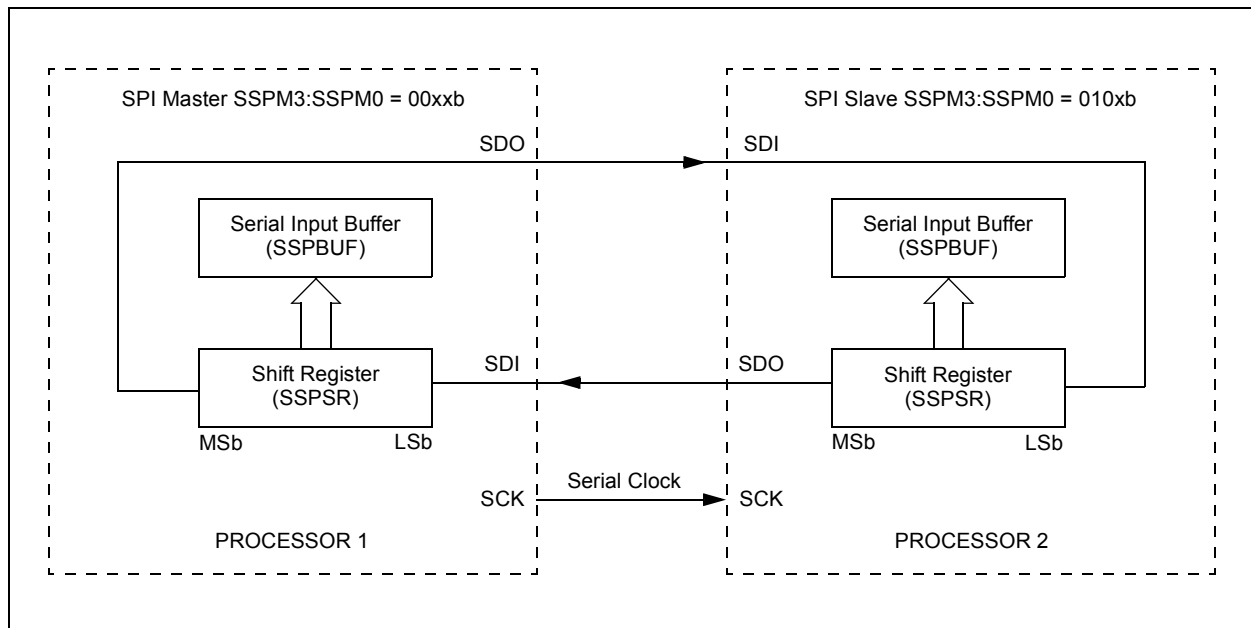 SPI Master SSPM3:SSPM0 = 00xxb
SDO
Serial Input Buffer
(SSPBUF)
Shift Register
(SSPSR)
MSb
LSb
SDI
SCK
PROCESSOR 1
Serial Clock
SPI Slave SSPM3:SSPM0 = 010xb
SDI
Serial Input Buffer
(SSPBUF)
SDO
Shift Register
(SSPSR)
MSb
LSb
SCK
PROCESSOR 2